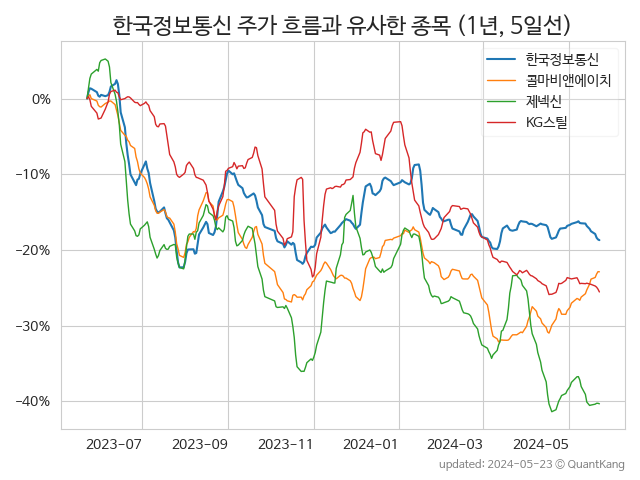 한국정보통신 주가 흐름과 유사한 종목 (1년, 5일선)
한국정보통신
콜마비앤에이치
제넥신
KG스틸
0%
−10%
−20%
−30%
−40%
2023−07 2023−09 2023−11 2024−01 2024−03 2024−05
updated: 2024-05-23 ⓒ QuantKang